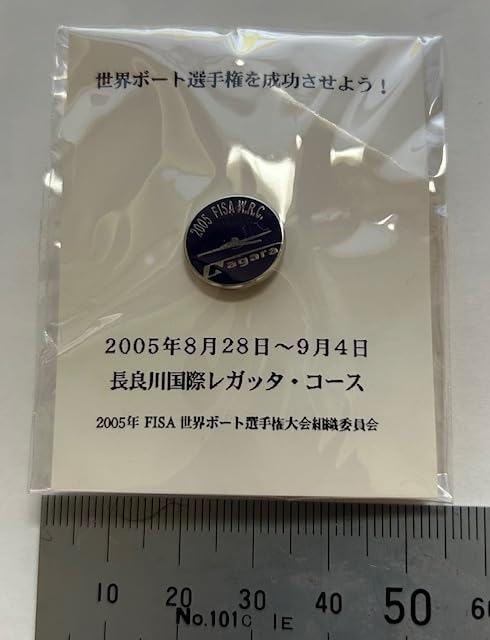 世界ボート選手権を成功させよう！
2005 FISA W.R.C.
Nagara
2005年8月28日～9月4日
長良川国際レガッタ・コース
2005年 FISA 世界ボート選手権大会組織委員会
10 20 30 40 50 60
No.101C IE